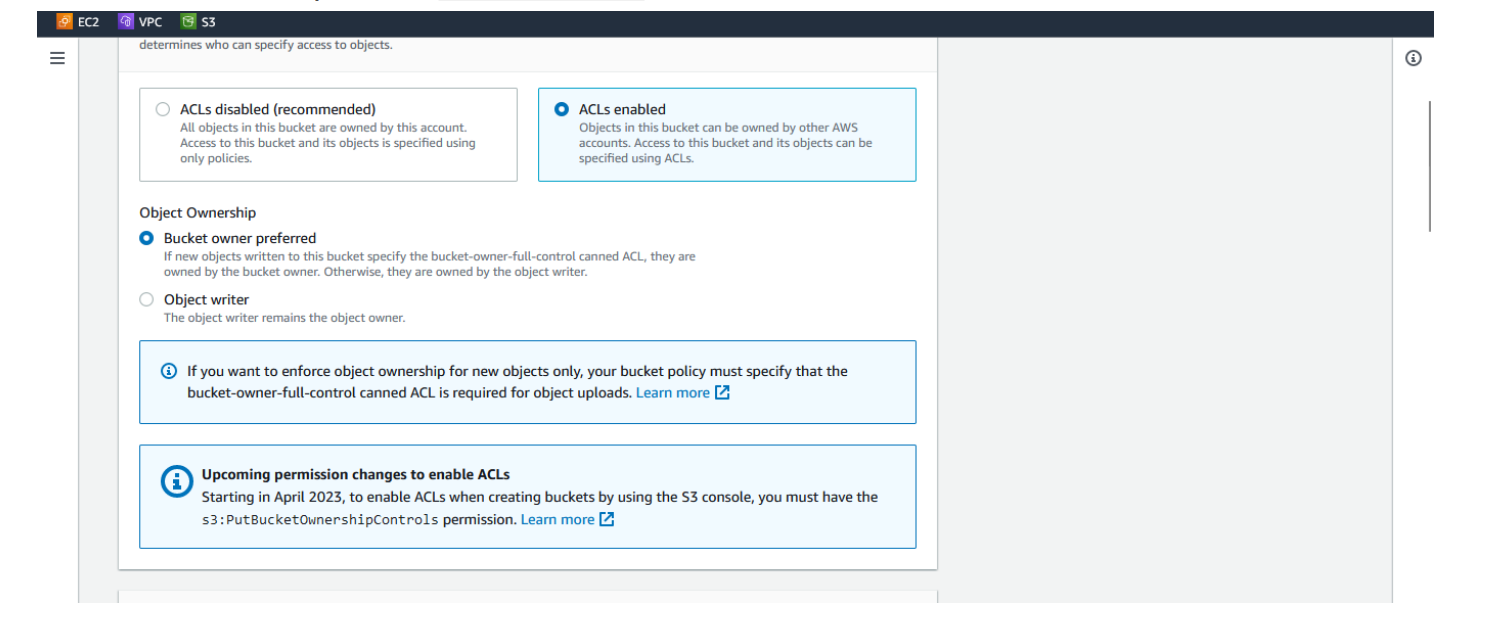 EC2 VPC S3
determines who can specify access to objects.
ACLs disabled (recommended)
All objects in this bucket are owned by this account.
Access to this bucket and its objects is specified using
only policies.
ACLs enabled
Objects in this bucket can be owned by other AWS
accounts. Access to this bucket and its objects can be
specified using ACLs.
Object Ownership
Bucket owner preferred
If new objects written to this bucket specify the bucket-owner-full-control canned ACL, they are
owned by the bucket owner. Otherwise, they are owned by the object writer.
Object writer
The object writer remains the object owner.
If you want to enforce object ownership for new objects only, your bucket policy must specify that the
bucket-owner-full-control canned ACL is required for object uploads. Learn more
Upcoming permission changes to enable ACLs
Starting in April 2023, to enable ACLs when creating buckets by using the S3 console, you must have the
s3:PutBucketOwnershipControls permission. Learn more